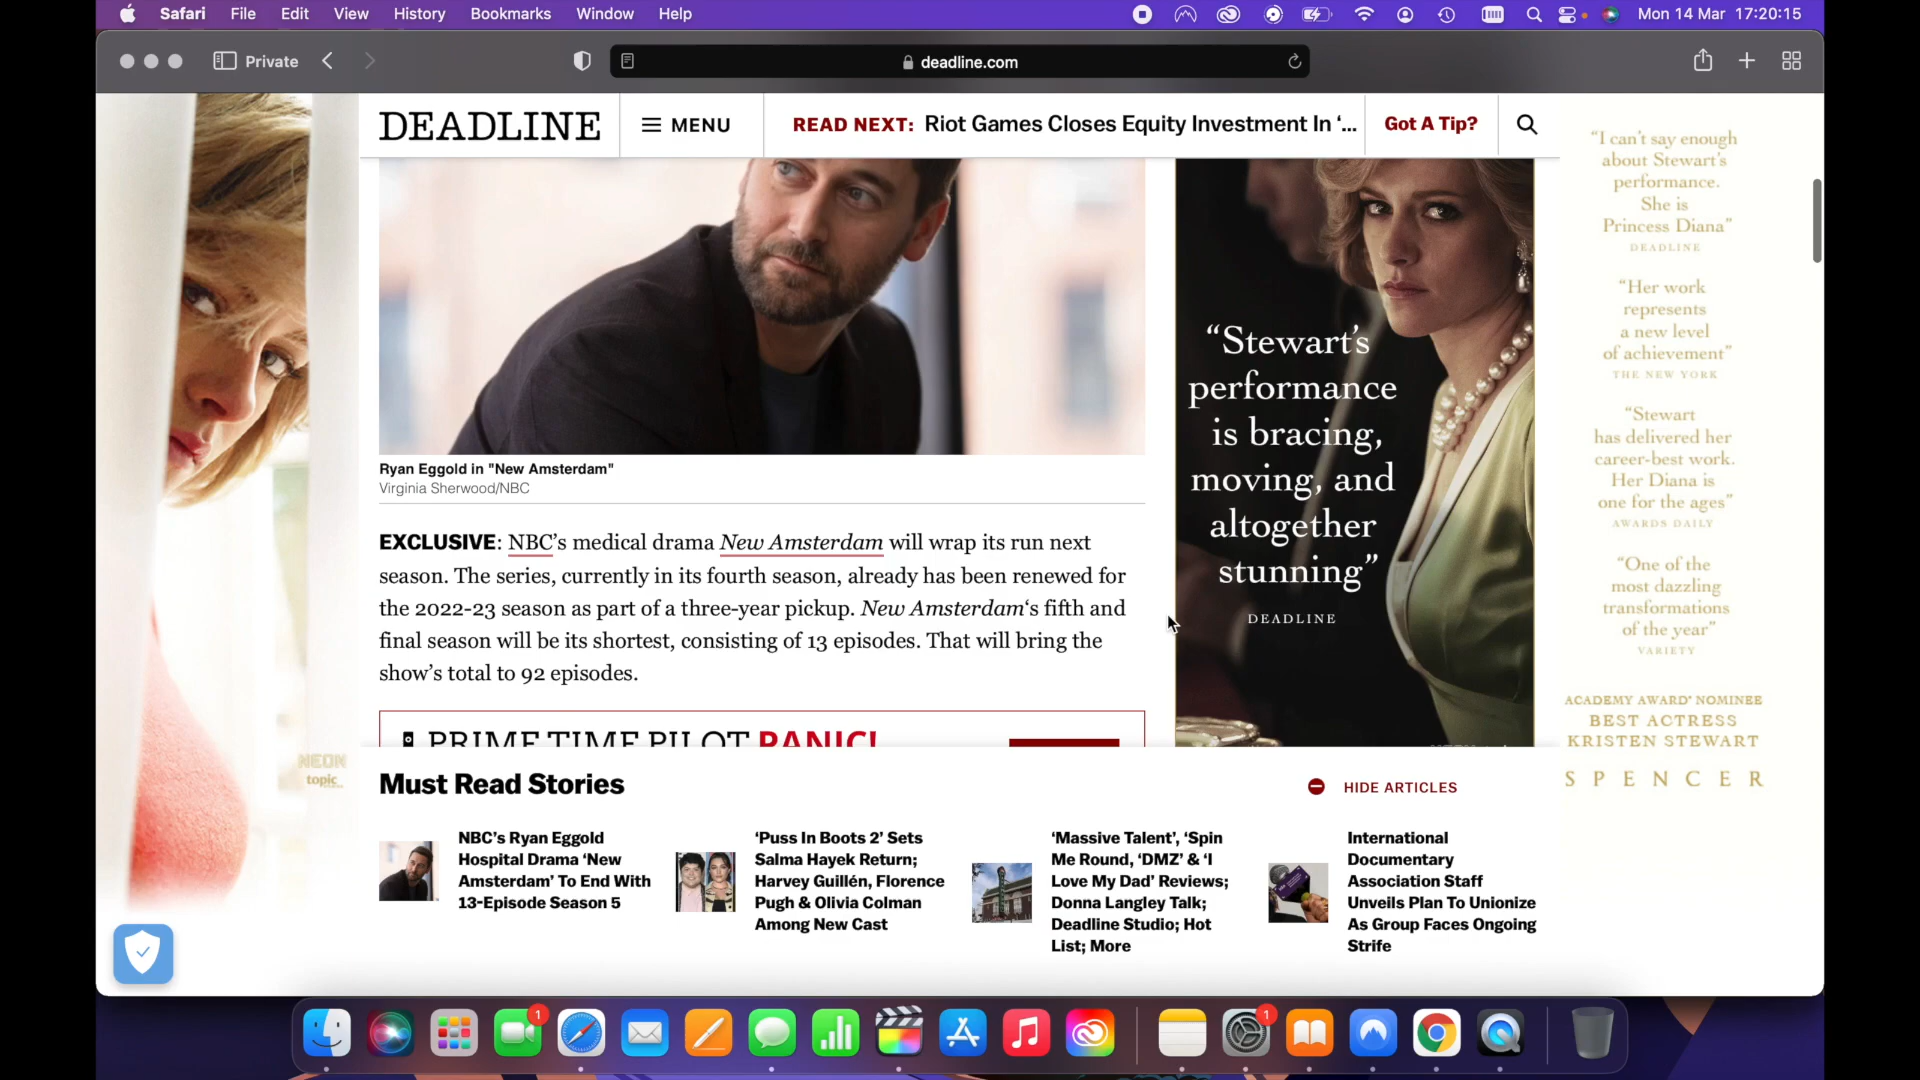 Safari File Edit View History Bookmarks Window Help
Mon 14 Mar 17:20:15
Private
deadline.com
DEADLINE
MENU
READ NEXT: Riot Games Closes Equity Investment In ‘...
Got A Tip?
Ryan Eggold in "New Amsterdam"
Virginia Sherwood/NBC
EXCLUSIVE: NBC’s medical drama New Amsterdam will wrap its run next
season. The series, currently in its fourth season, already has been renewed for
the 2022-23 season as part of a three-year pickup. New Amsterdam‘s fifth and
final season will be its shortest, consisting of 13 episodes. That will bring the
show’s total to 92 episodes.
PRIMETIME PILOT PANIC!
“Stewart’s
performance
is bracing,
moving, and
altogether
stunning”
DEADLINE
“I can’t say enough
about Stewart’s
performance.
She is
Princess Diana”
DEADLINE
“Her work
represents
a new level
of achievement”
THE NEW YORK
“Stewart
has delivered her
career-best work.
Her Diana is
one for the ages”
AWARDS DAILY
“One of the
most dazzling
transformations
of the year”
VARIETY
ACADEMY AWARD® NOMINEE
BEST ACTRESS
KRISTEN STEWART
SPENCER
NEON
topic
Must Read Stories
HIDE ARTICLES
NBC’s Ryan Eggold
Hospital Drama ‘New
Amsterdam’ To End With
13-Episode Season 5
‘Puss In Boots 2’ Sets
Salma Hayek Return;
Harvey Guillén, Florence
Pugh & Olivia Colman
Among New Cast
‘Massive Talent’, ‘Spin
Me Round, ‘DMZ’ & ‘I
Love My Dad’ Reviews;
Donna Langley Talk;
Deadline Studio; Hot
List; More
International
Documentary
Association Staff
Unveils Plan To Unionize
As Group Faces Ongoing
Strife
1
1